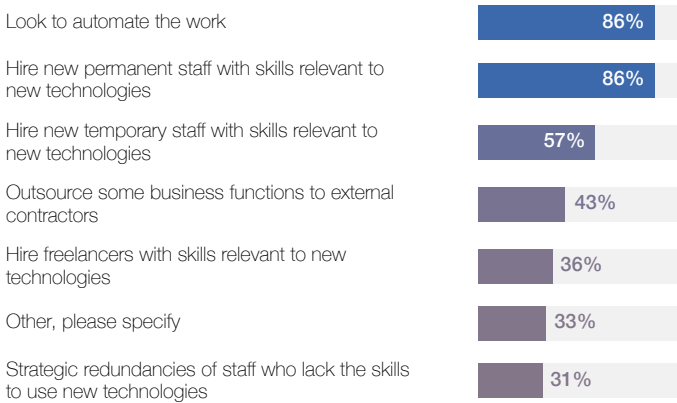 Look to automate the work
86%
Hire new permanent staff with skills relevant to
new technologies
86%
Hire new temporary staff with skills relevant to
new technologies
57%
Outsource some business functions to external
contractors
43%
Hire freelancers with skills relevant to new
technologies
36%
Other, please specify
33%
Strategic redundancies of staff who lack the skills
to use new technologies
31%